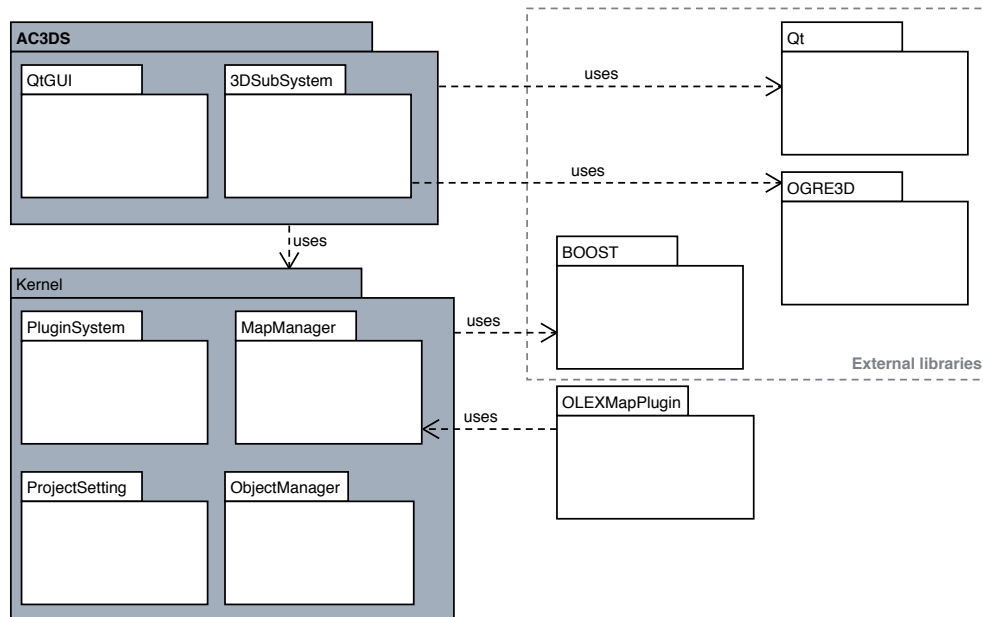 AC3DS
QtGUI
3DSubSystem
uses
Qt
uses
OGRE3D
uses
BOOST
Kernel
PluginSystem
MapManager
uses
External libraries
OLEXMapPlugin
uses
ProjectSetting
ObjectManager